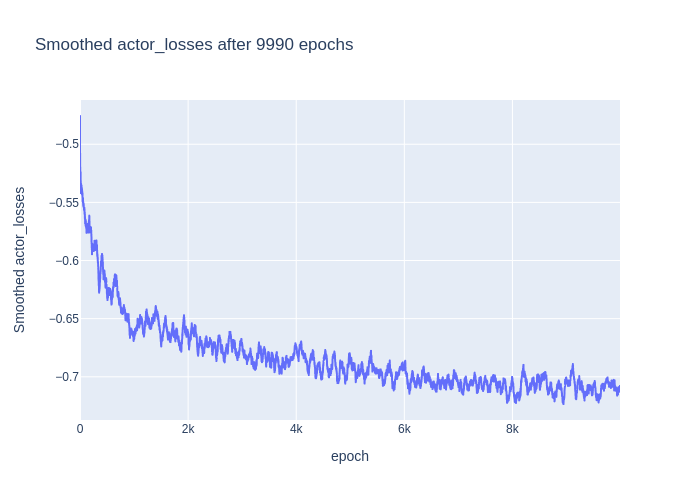 Smoothed actor_losses after 9990 epochs
−0.5
−0.55
−0.6
−0.65
−0.7
Smoothed actor_losses
0 2k 4k 6k 8k
epoch